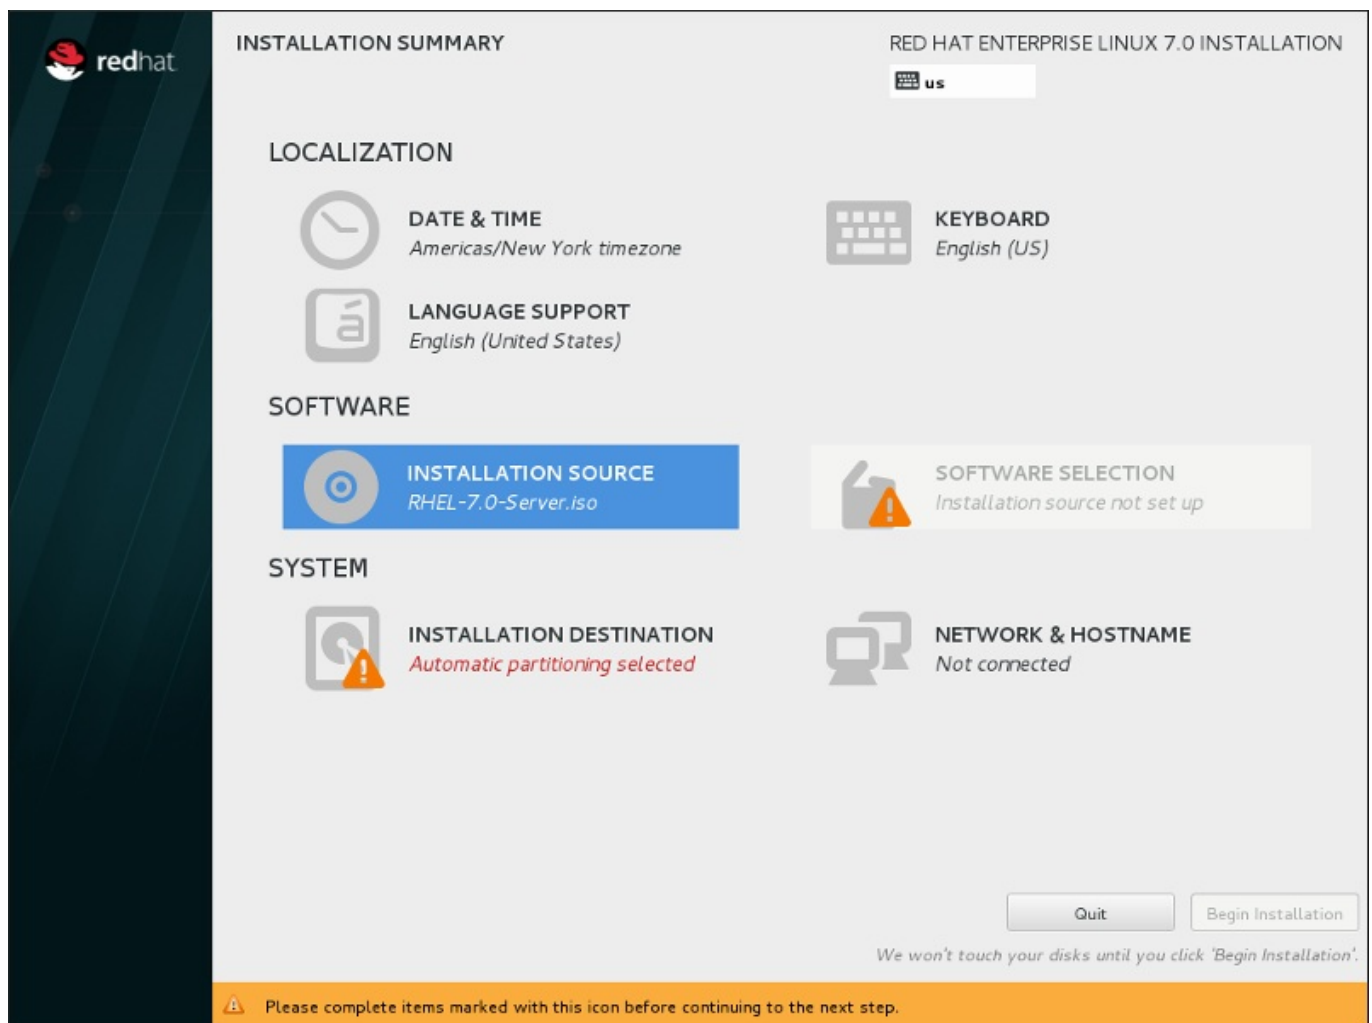 redhat.
INSTALLATION SUMMARY
RED HAT ENTERPRISE LINUX 7.0 INSTALLATION
us
LOCALIZATION
DATE & TIME
Americas/New York timezone
KEYBOARD
English (US)
LANGUAGE SUPPORT
English (United States)
SOFTWARE
INSTALLATION SOURCE
RHEL-7.0-Server.iso
SOFTWARE SELECTION
Installation source not set up
SYSTEM
INSTALLATION DESTINATION
Automatic partitioning selected
NETWORK & HOSTNAME
Not connected
Quit
Begin Installation
We won't touch your disks until you click 'Begin Installation'.
Please complete items marked with this icon before continuing to the next step.